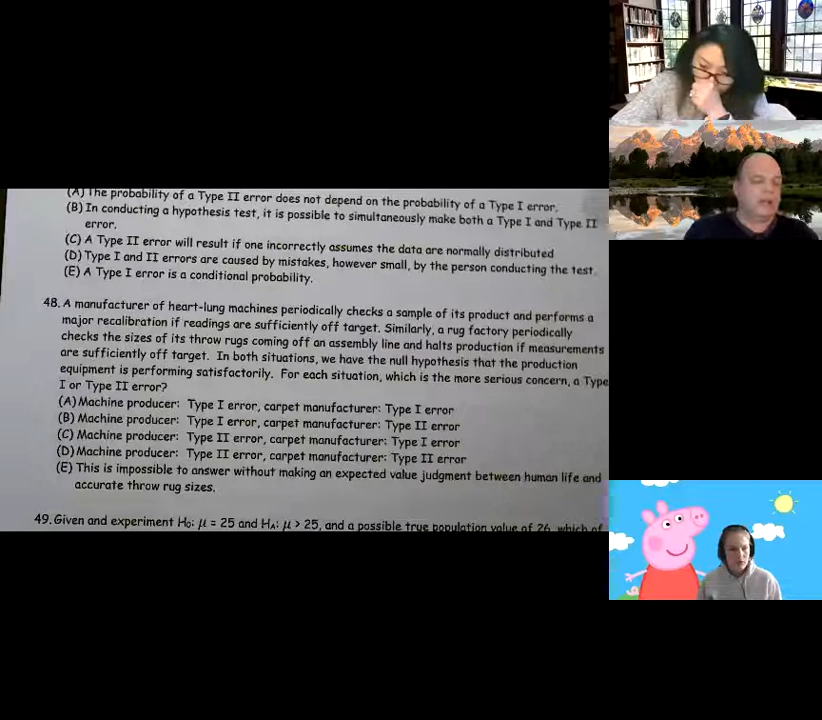 (A) The probability of a Type II error does not depend on the probability of a Type I error.
(B) In conducting a hypothesis test, it is possible to simultaneously make both a Type I and Type II
error.
(C) A Type II error will result if one incorrectly assumes the data are normally distributed
(D) Type I and II errors are caused by mistakes, however small, by the person conducting the test.
(E) A Type I error is a conditional probability.
48. A manufacturer of heart-lung machines periodically checks a sample of its product and performs a
major recalibration if readings are sufficiently off target. Similarly, a rug factory periodically
checks the sizes of its throw rugs coming off an assembly line and halts production if measurements
are sufficiently off target. In both situations, we have the null hypothesis that the production
equipment is performing satisfactorily. For each situation, which is the more serious concern, a Type
I or Type II error?
(A) Machine producer: Type I error, carpet manufacturer: Type I error
(B) Machine producer: Type I error, carpet manufacturer: Type II error
(C) Machine producer: Type II error, carpet manufacturer: Type I error
(D) Machine producer: Type II error, carpet manufacturer: Type II error
(E) This is impossible to answer without making an expected value judgment between human life and
accurate throw rug sizes.
49. Given and experiment H₀: μ = 25 and Hₐ: μ > 25, and a possible true population value of 26, which of